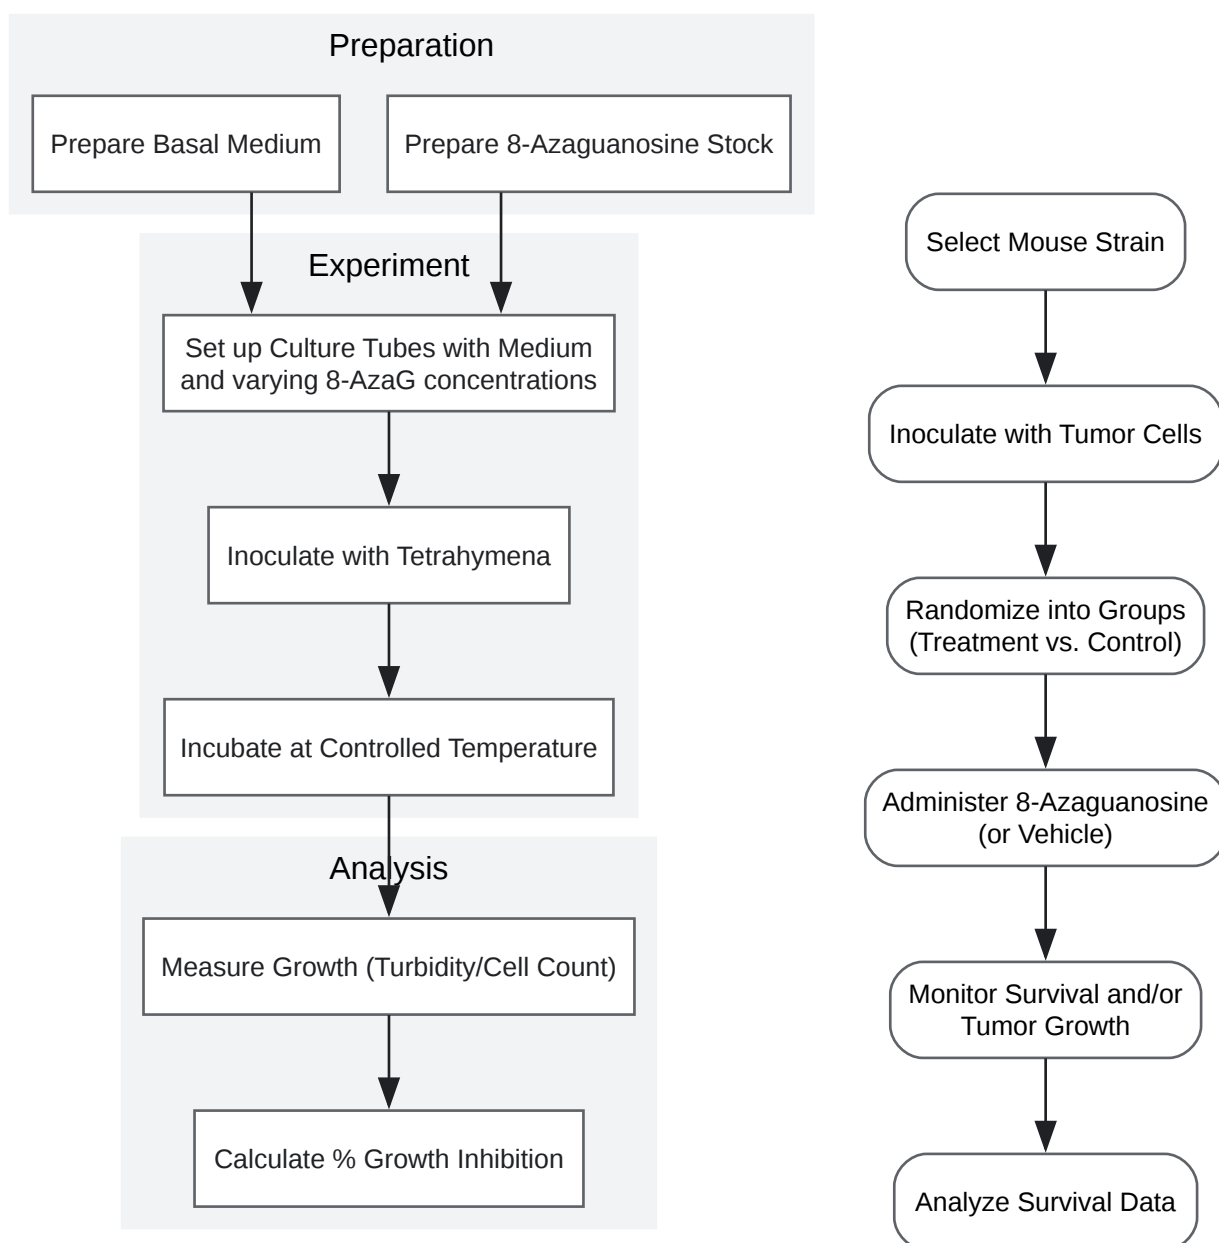 Preparation
Prepare Basal Medium
Prepare 8-Azaguanosine Stock
Experiment
Set up Culture Tubes with Medium
and varying 8-AzaG concentrations
Inoculate with Tetrahymena
Incubate at Controlled Temperature
Analysis
Measure Growth (Turbidity/Cell Count)
Calculate % Growth Inhibition
Select Mouse Strain
Inoculate with Tumor Cells
Randomize into Groups
(Treatment vs. Control)
Administer 8-Azaguanosine
(or Vehicle)
Monitor Survival and/or
Tumor Growth
Analyze Survival Data